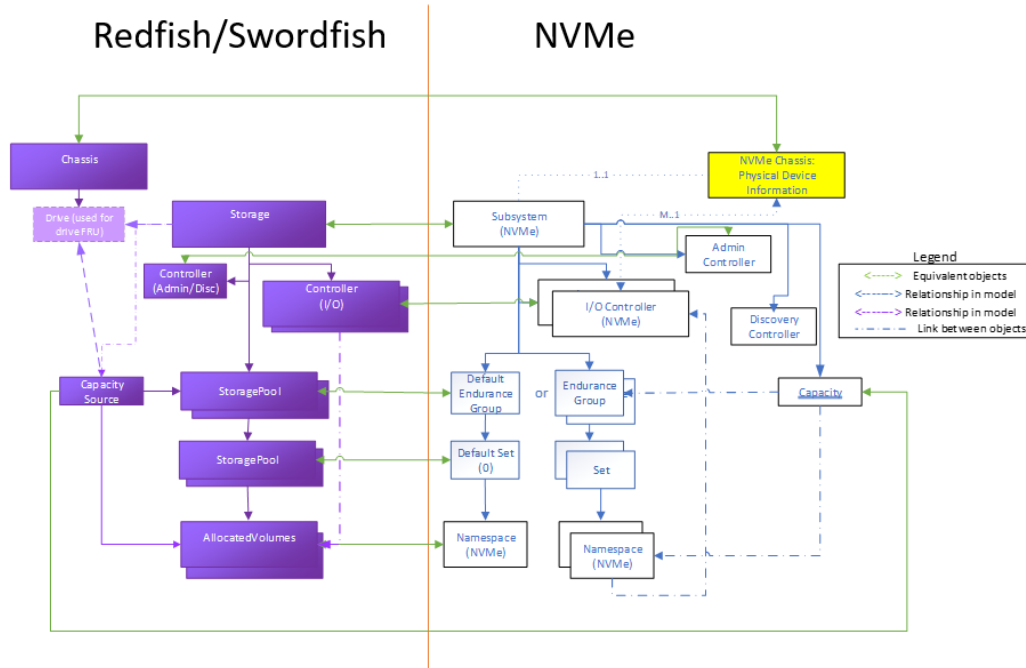 Redfish/Swordfish
NVMe
Chassis
NVMe Chassis:
Physical Device
Information
1..1
Drive (used for
drive FRU)
Storage
Subsystem
(NVMe)
M..1
Admin
Controller
Controller
(Admin/Disc)
Controller
(I/O)
I/O Controller
(NVMe)
Discovery
Controller
Legend
Equivalent objects
Relationship in model
Relationship in model
Link between objects
Capacity
Source
StoragePool
Default
Endurance
Group
or
Endurance
Group
Capacity
StoragePool
Default Set
(0)
Set
AllocatedVolumes
Namespace
(NVMe)
Namespace
(NVMe)